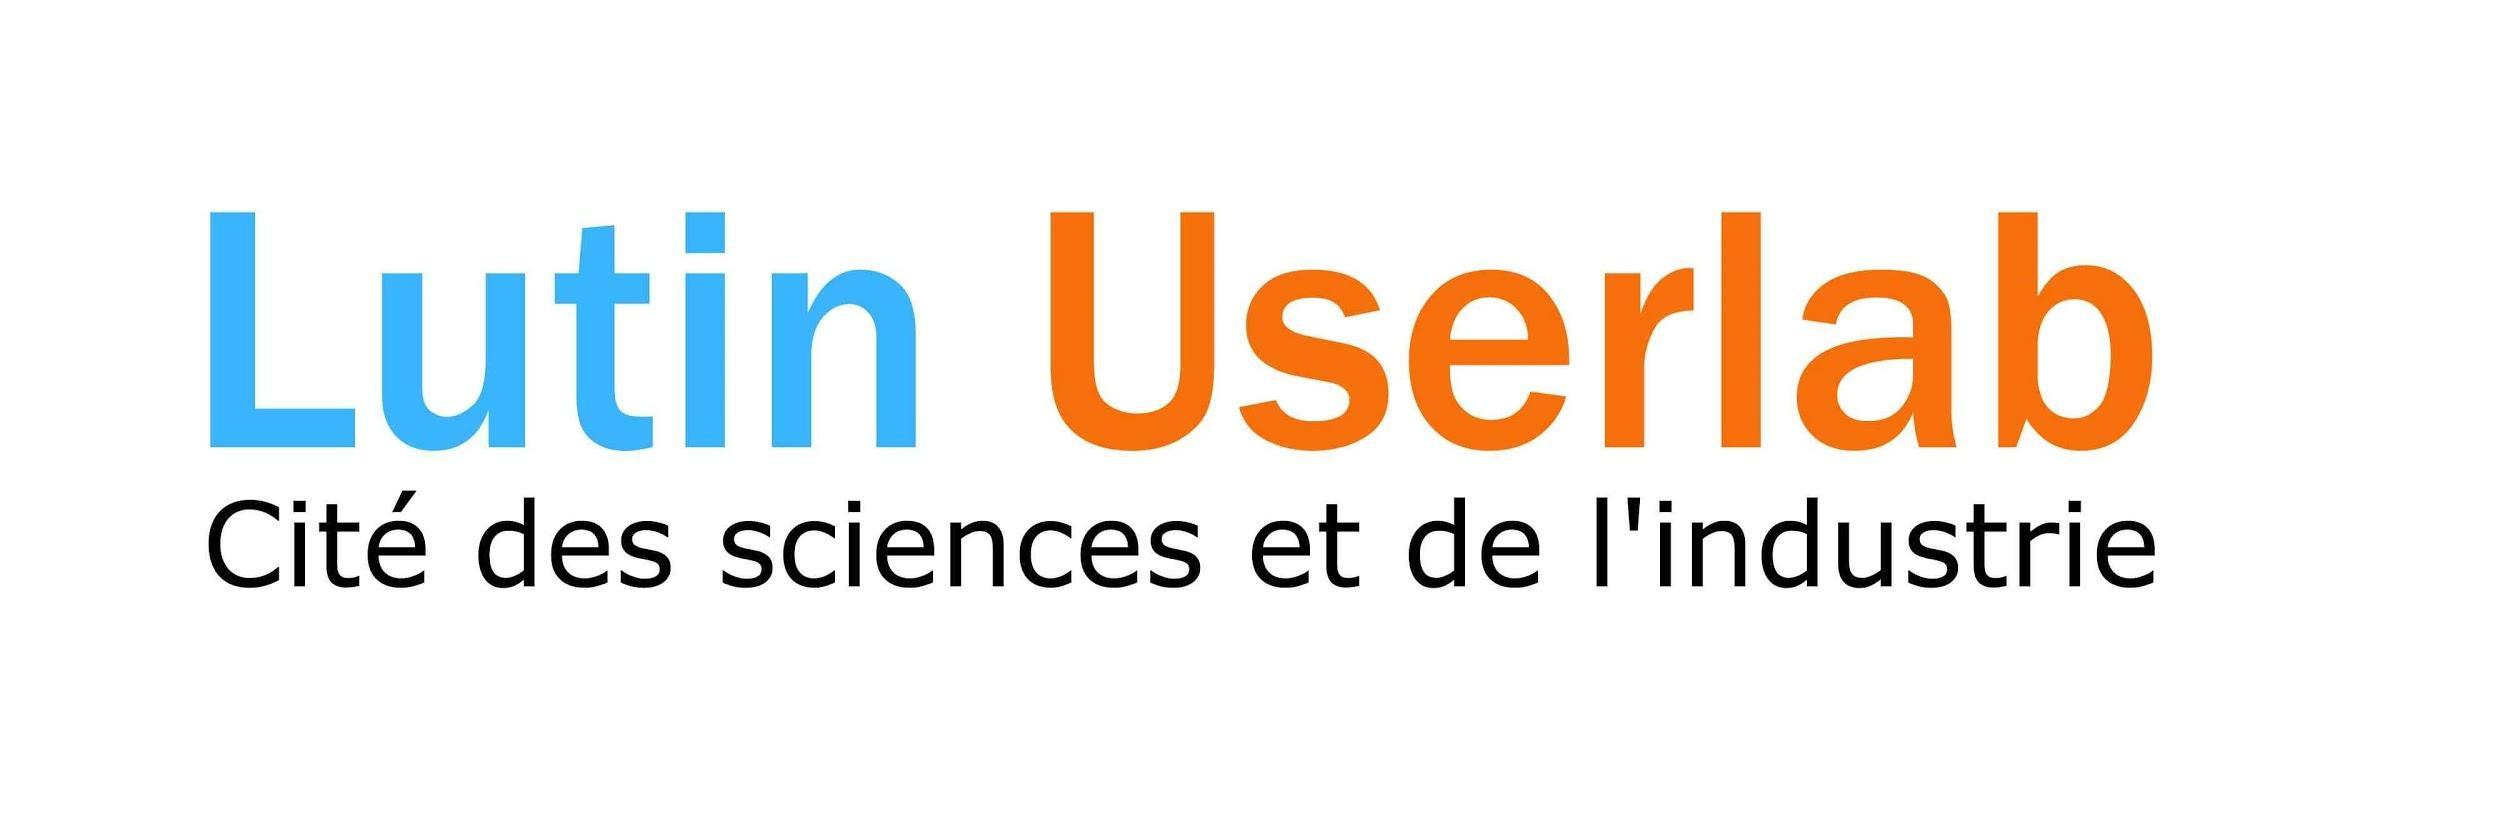 Lutin Userlab
Cité des sciences et de l'industrie